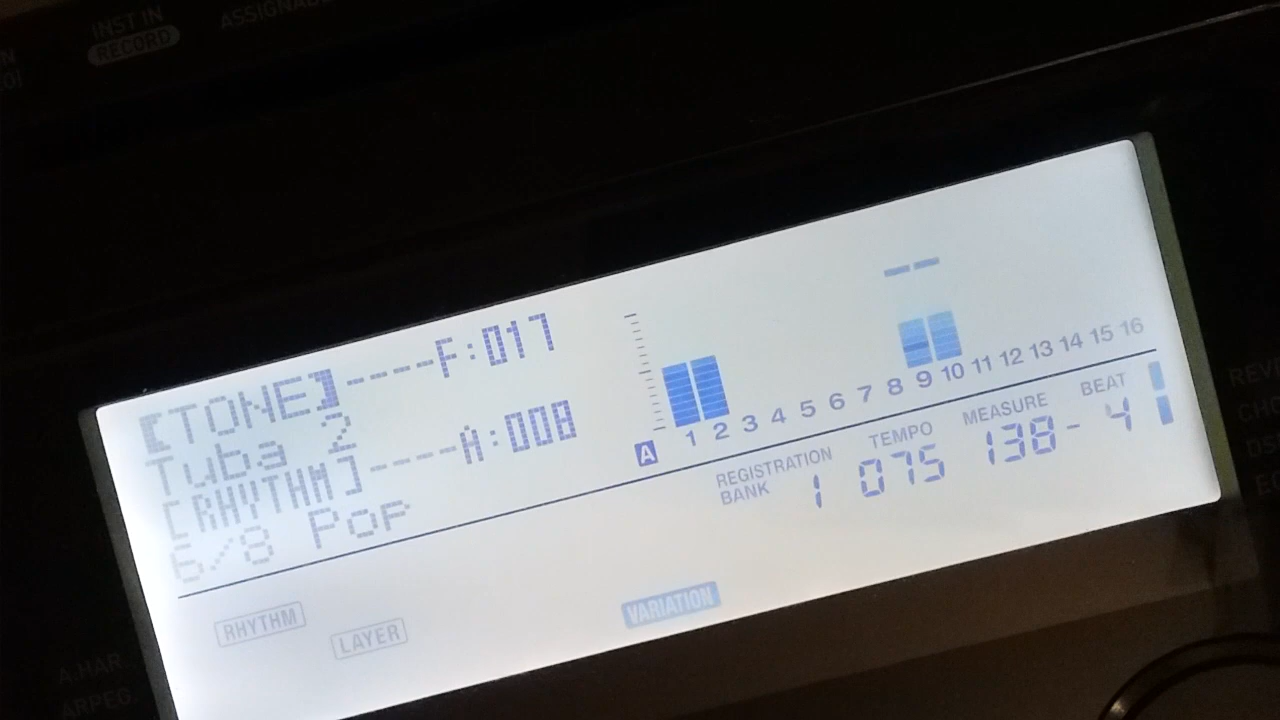 INST IN
RECORD
【TONE】----F:017
Tuba 2
[RHYTHM]----A:008
6/8 Pop
A 1 2 3 4 5 6 7 8 9 10 11 12 13 14 15 16
REGISTRATION BANK 1 TEMPO 075 MEASURE 138- BEAT 4
RHYTHM
LAYER
VARIATION
A.HAR.
ARPEG.